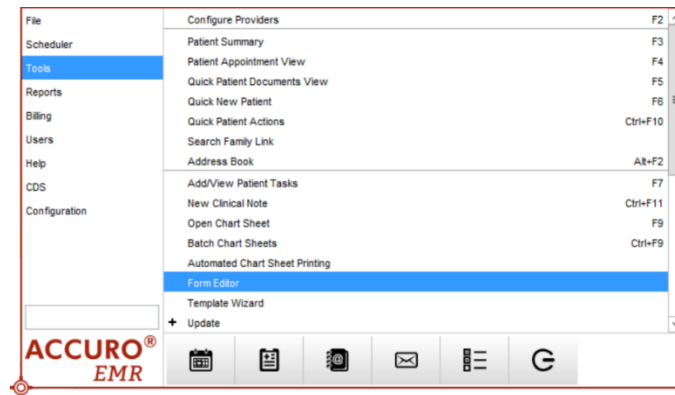 File
Scheduler
Tools
Reports
Billing
Users
Help
CDS
Configuration
Configure Providers F2
Patient Summary F3
Patient Appointment View F4
Quick Patient Documents View F5
Quick New Patient F6
Quick Patient Actions Ctrl+F10
Search Family Link
Address Book Alt+F2
Add/View Patient Tasks F7
New Clinical Note Ctrl+F11
Open Chart Sheet F9
Batch Chart Sheets Ctrl+F9
Automated Chart Sheet Printing
Form Editor
Template Wizard
+ Update
ACCURO®
EMR